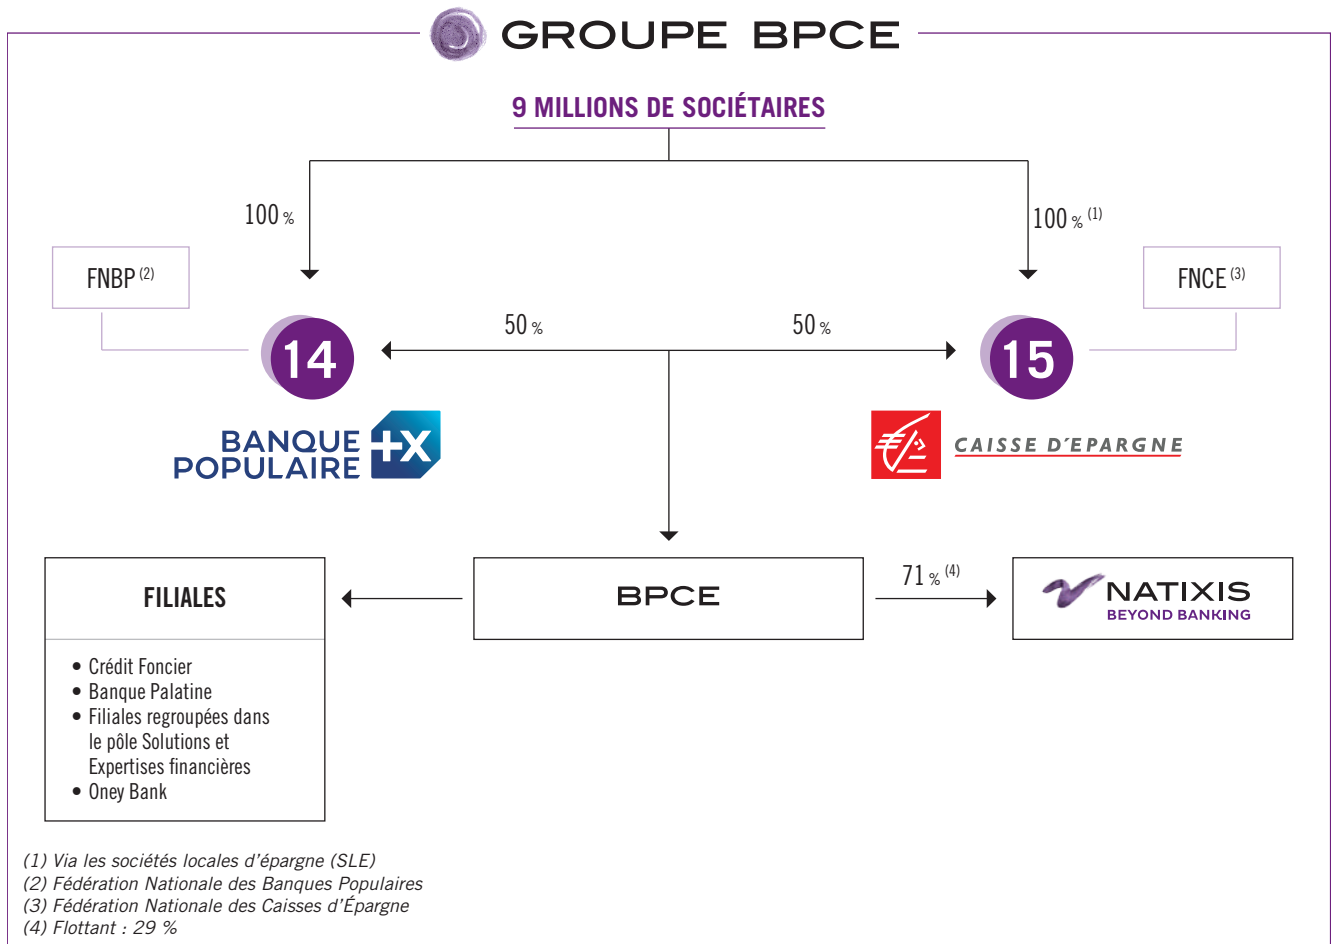 GROUPE BPCE
9 MILLIONS DE SOCIÉTAIRES
100 %
100 % (1)
FNBP (2)
FNCE (3)
50 %
50 %
14
15
BANQUE
POPULAIRE
+X
CAISSE D'EPARGNE
FILIALES
BPCE
71 % (4)
NATIXIS
BEYOND BANKING
• Crédit Foncier
• Banque Palatine
• Filiales regroupées dans
le pôle Solutions et
Expertises financières
• Oney Bank
(1) Via les sociétés locales d'épargne (SLE)
(2) Fédération Nationale des Banques Populaires
(3) Fédération Nationale des Caisses d'Épargne
(4) Flottant : 29 %